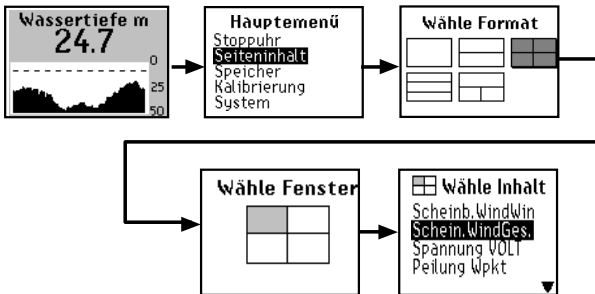 Wassertiefe m
24.7
0
25
50
Hauptemenü
Stoppuhr
Seiteninhalt
Speicher
Kalibrierung
System
Wähle Format
Wähle Fenster
Wähle Inhalt
Scheinb.WindWin
Schein.WindGes.
Spannung VOLT
Peilung Wpkt